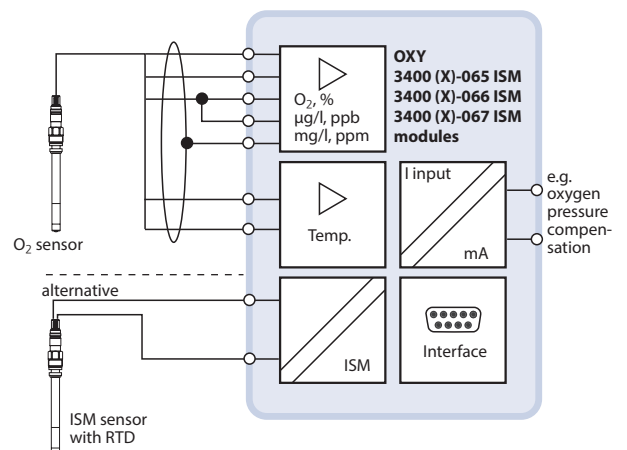 OXY
3400 (X)-065 ISM
3400 (X)-066 ISM
3400 (X)-067 ISM
modules
O₂, %
µg/l, ppb
mg/l, ppm
I input
mA
e.g.
oxygen
pressure
compen-
sation
Temp.
O₂ sensor
alternative
ISM
Interface
ISM sensor
with RTD